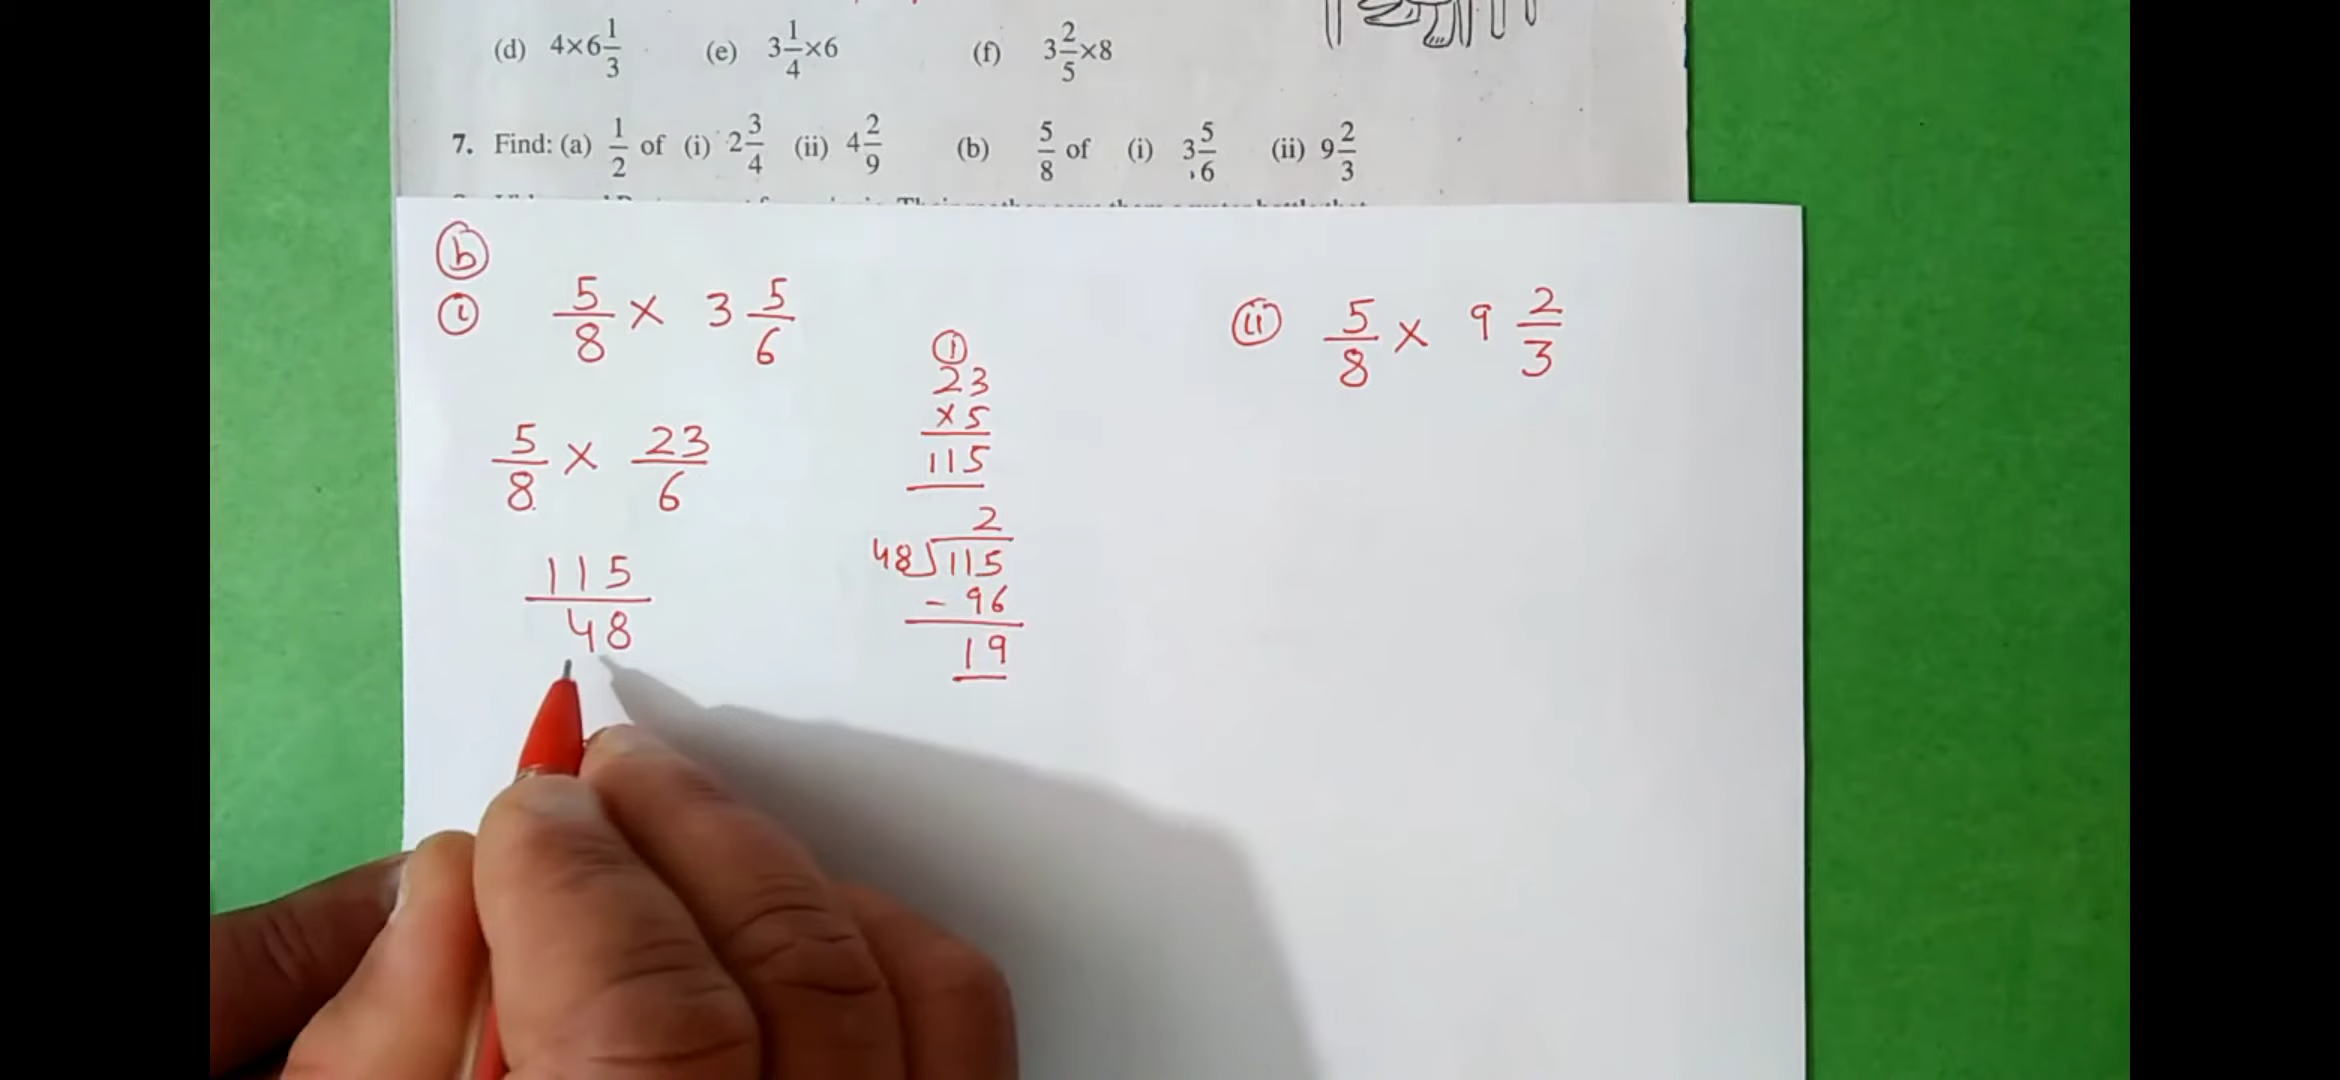 (d) 4×6 1/3 (e) 3 1/4 ×6 (f) 3 2/5 ×8
7. Find: (a) 1/2 of (i) 2 3/4 (ii) 4 2/9 (b) 5/8 of (i) 3 5/6 (ii) 9 2/3
b
i 5/8 × 3 5/6
5/8 × 23/6
115/48
1
23
×5
115
2
48)115
- 96
19
ii 5/8 × 9 2/3